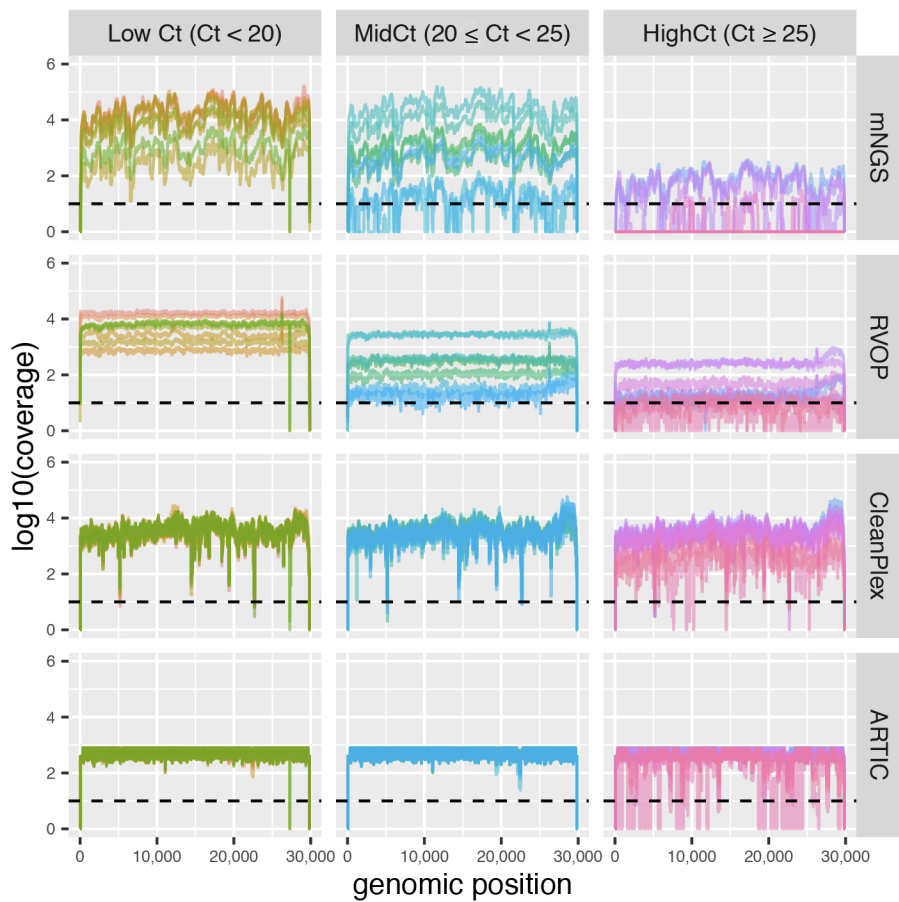 Low Ct (Ct < 20)
MidCt (20 ≤ Ct < 25)
HighCt (Ct ≥ 25)
6
4
2
0
mNGS
6
4
2
0
RVOP
log10(coverage)
6
4
2
0
CleanPlex
6
4
2
0
ARTIC
0 10,000 20,000 30,000 0 10,000 20,000 30,000 0 10,000 20,000 30,000
genomic position